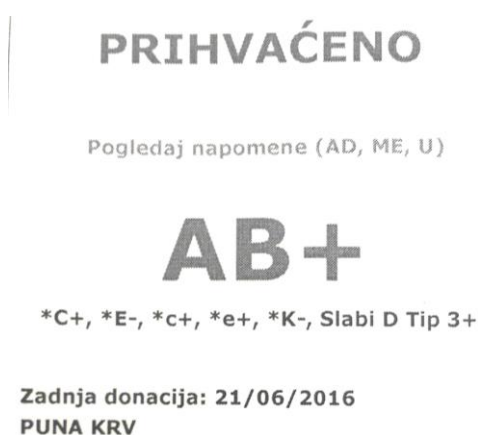 PRIHVAĆENO
Pogledaj napomene (AD, ME, U)
AB+
*C+, *E-, *c+, *e+, *K-, Slabi D Tip 3+
Zadnja donacija: 21/06/2016
PUNA KRV